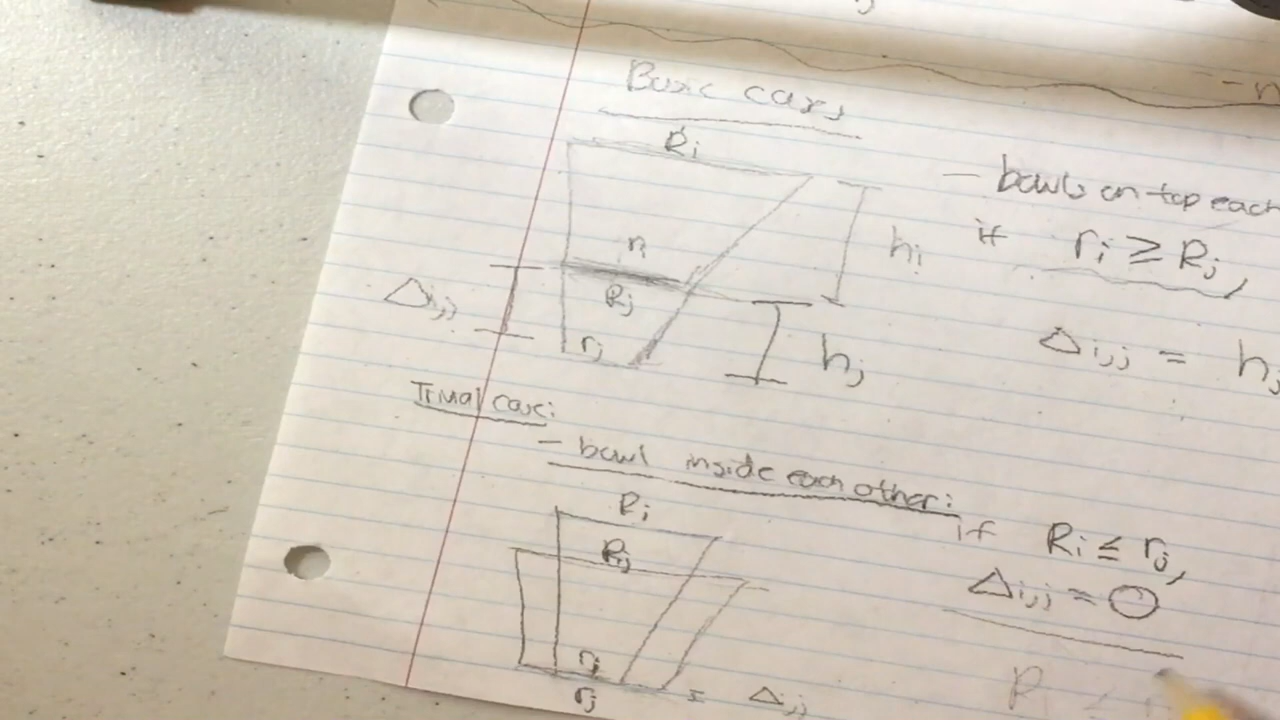 Basic cases
Ri
- bowls on top each
if ri ≥ Rj,
ri
hi
Rj
Δi,j
Δi,j = hj
rj
hj
Trivial case:
- bowl inside each other:
if Ri ≤ rj,
Ri
Rj
Δi,j = 0
ri
rj
Δi,j